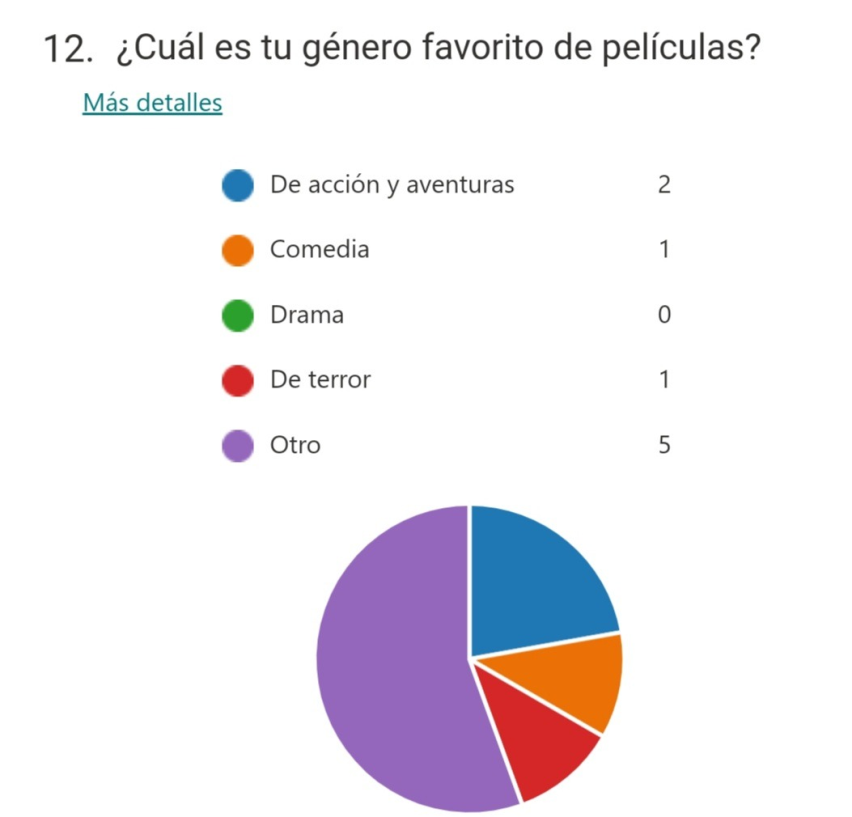 12. ¿Cuál es tu género favorito de películas?
Más detalles
De acción y aventuras 2
Comedia 1
Drama 0
De terror 1
Otro 5